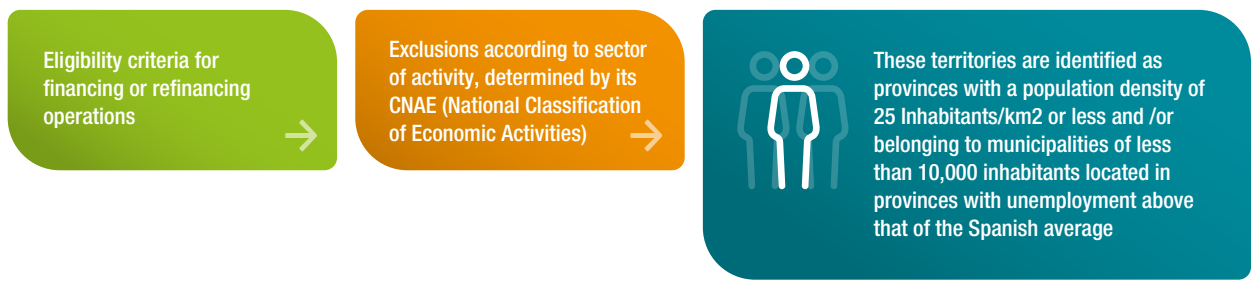 Eligibility criteria for
financing or refinancing
operations
Exclusions according to sector
of activity, determined by its
CNAE (National Classification
of Economic Activities)
These territories are identified as
provinces with a population density of
25 Inhabitants/km2 or less and /or
belonging to municipalities of less
than 10,000 inhabitants located in
provinces with unemployment above
that of the Spanish average